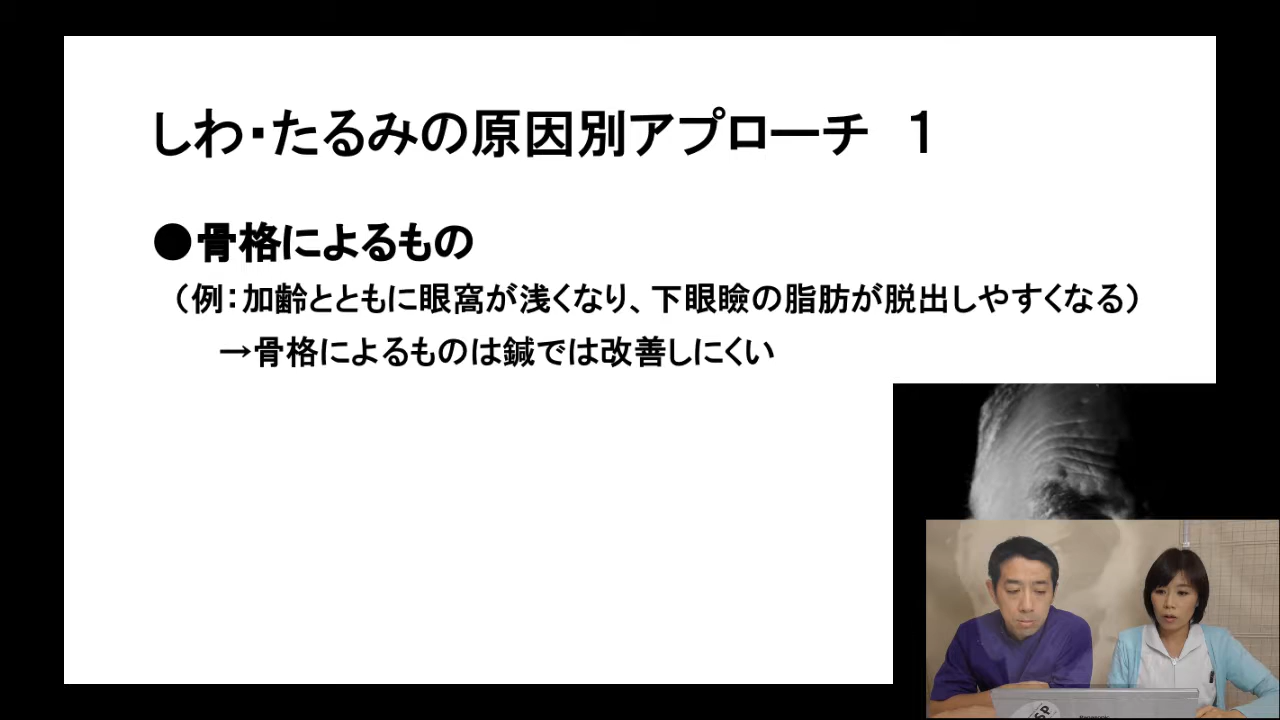 しわ・たるみの原因別アプローチ　1
●骨格によるもの
（例：加齢とともに眼窩が浅くなり、下眼瞼の脂肪が脱出しやすくなる）
→骨格によるものは鍼では改善しにくい